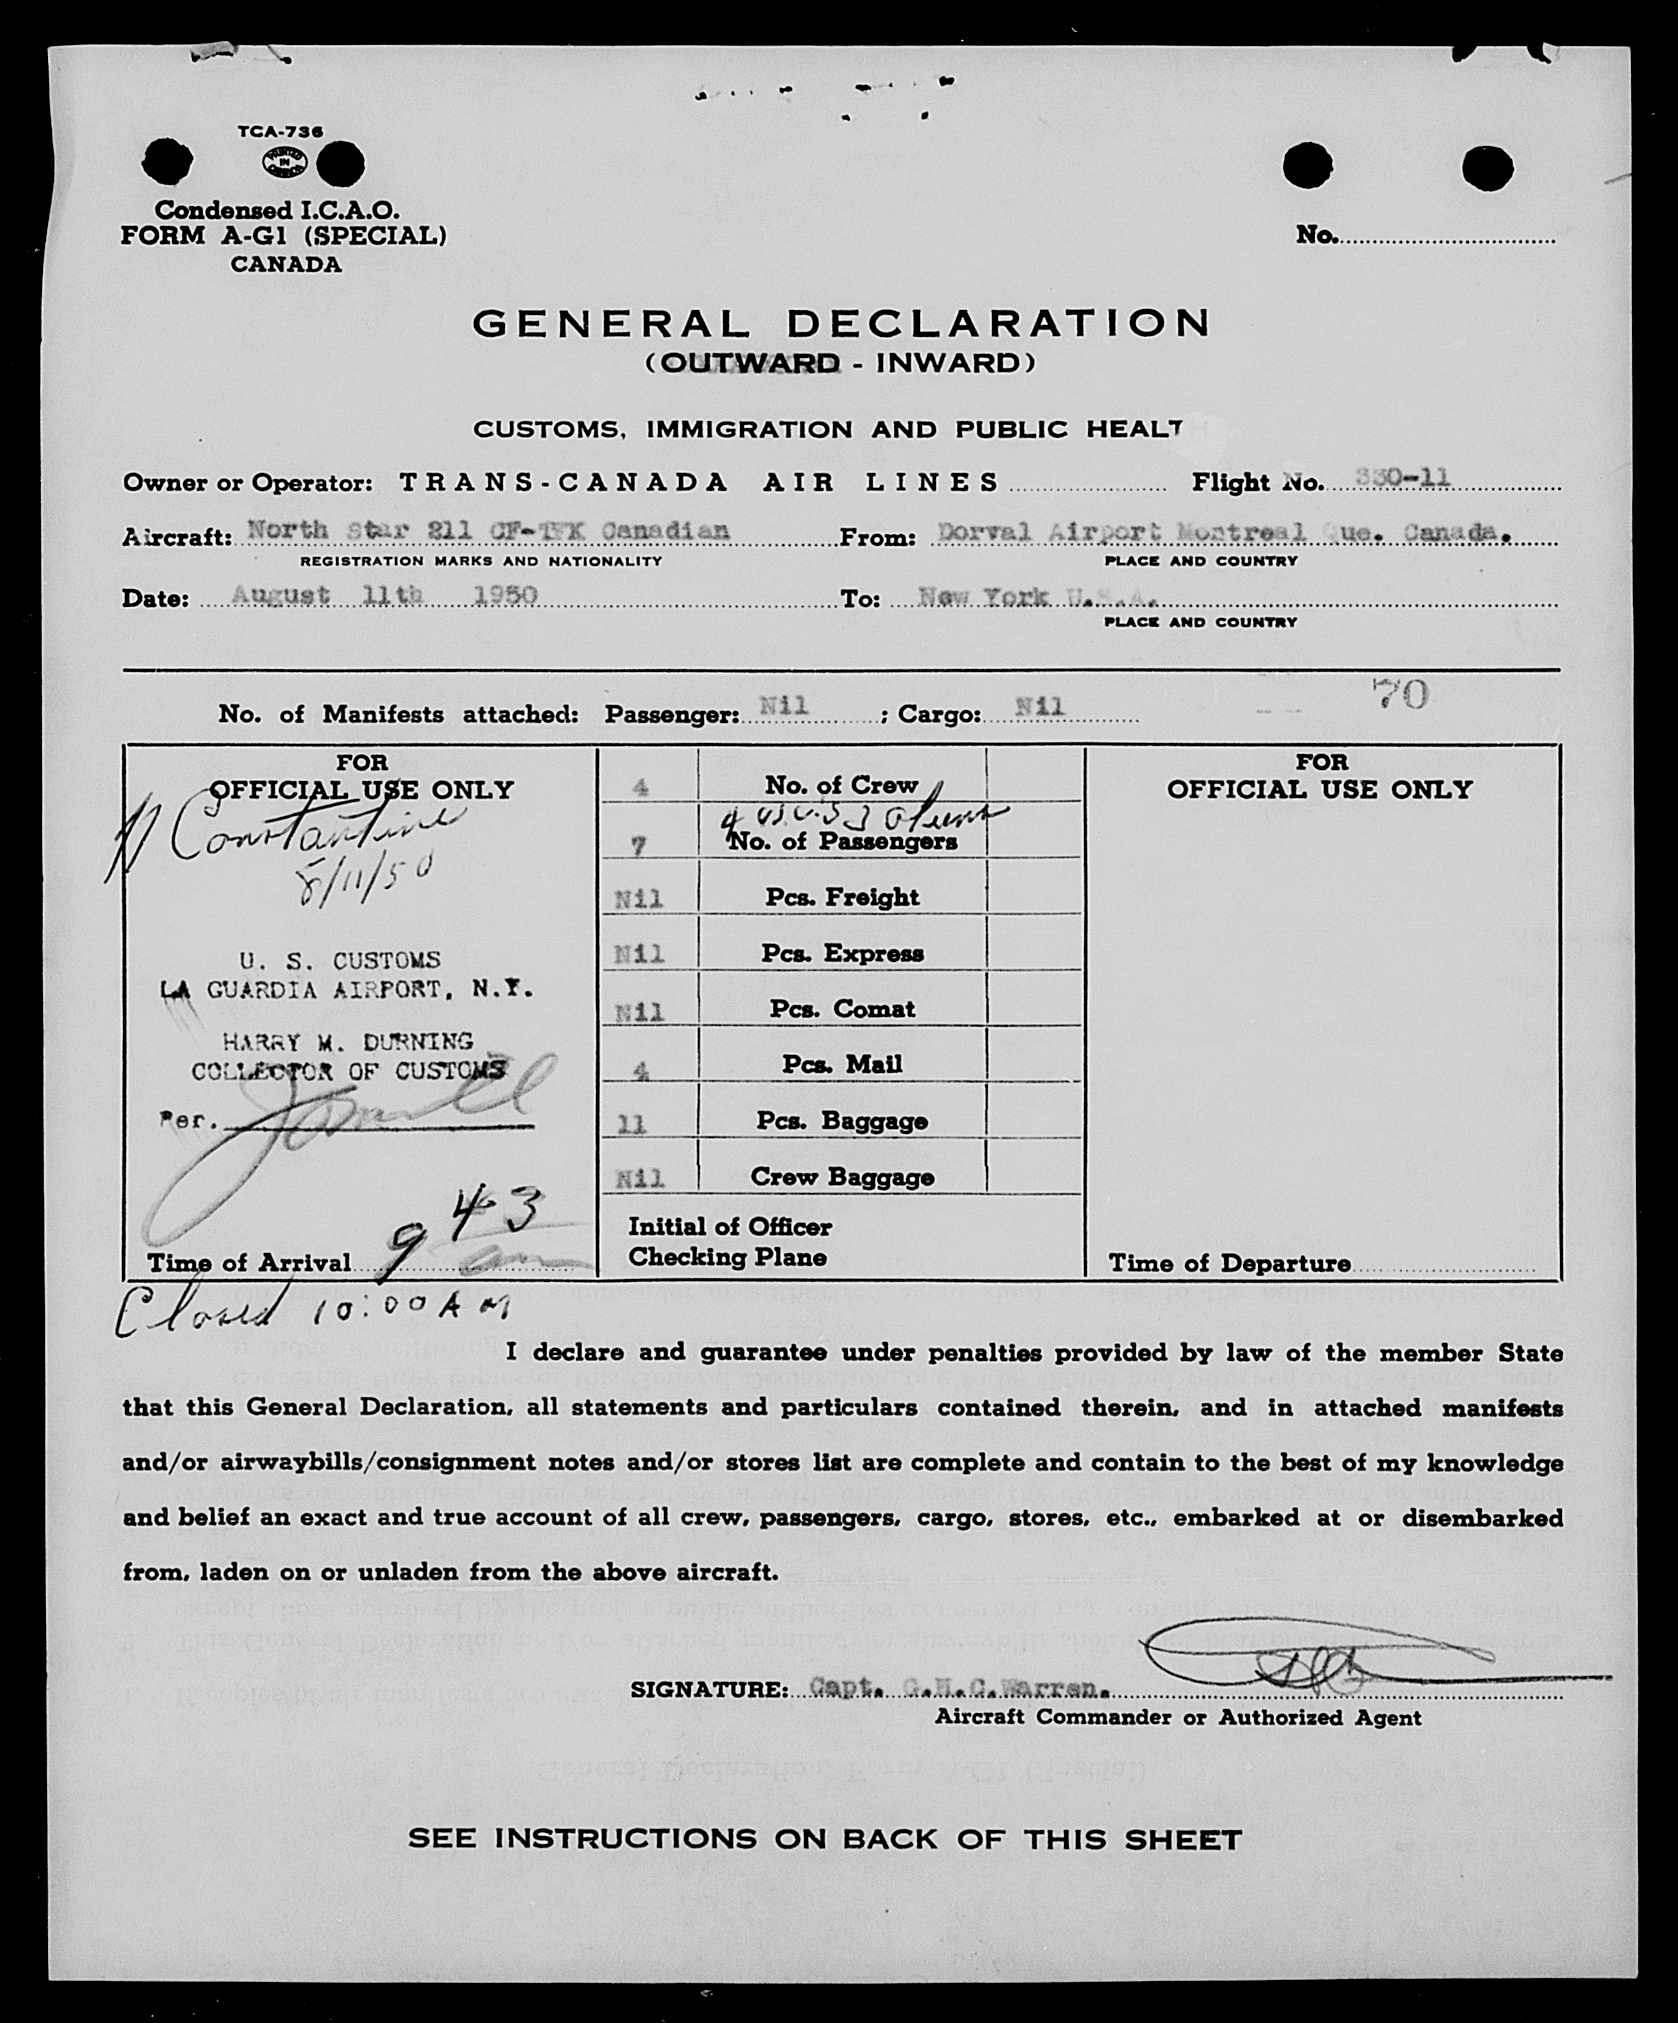 TCA-736
PRINTED IN CANADA
Condensed I.C.A.O.
FORM A-G1 (SPECIAL)
CANADA
No.
GENERAL DECLARATION
(OUTWARD - INWARD)
CUSTOMS, IMMIGRATION AND PUBLIC HEALT
Owner or Operator: TRANS-CANADA AIR LINES Flight No. 330-11
Aircraft: North Star 211 CF-TFK Canadian From: Dorval Airport Montreal Que. Canada.
REGISTRATION MARKS AND NATIONALITY PLACE AND COUNTRY
Date: August 11th 1950 To: New York U.S.A.
PLACE AND COUNTRY
70
No. of Manifests attached: Passenger: Nil ; Cargo: Nil
FOR
OFFICIAL USE ONLY
Constantine
8/11/50
U. S. CUSTOMS
LA GUARDIA AIRPORT, N.Y.
HARRY M. DURNING
COLLECTOR OF CUSTOMS
Per.
Time of Arrival 9 43 am
4 No. of Crew
4 U.S.C.'s 3 Aliens
7 No. of Passengers
Nil Pcs. Freight
Nil Pcs. Express
Nil Pcs. Comat
4 Pcs. Mail
11 Pcs. Baggage
Nil Crew Baggage
Initial of Officer
Checking Plane
FOR
OFFICIAL USE ONLY
Time of Departure
Closed 10:00 AM
I declare and guarantee under penalties provided by law of the member State
that this General Declaration, all statements and particulars contained therein, and in attached manifests
and/or airwaybills/consignment notes and/or stores list are complete and contain to the best of my knowledge
and belief an exact and true account of all crew, passengers, cargo, stores, etc., embarked at or disembarked
from, laden on or unladen from the above aircraft.
SIGNATURE: Capt. G.H.C.Warren.
Aircraft Commander or Authorized Agent
SEE INSTRUCTIONS ON BACK OF THIS SHEET